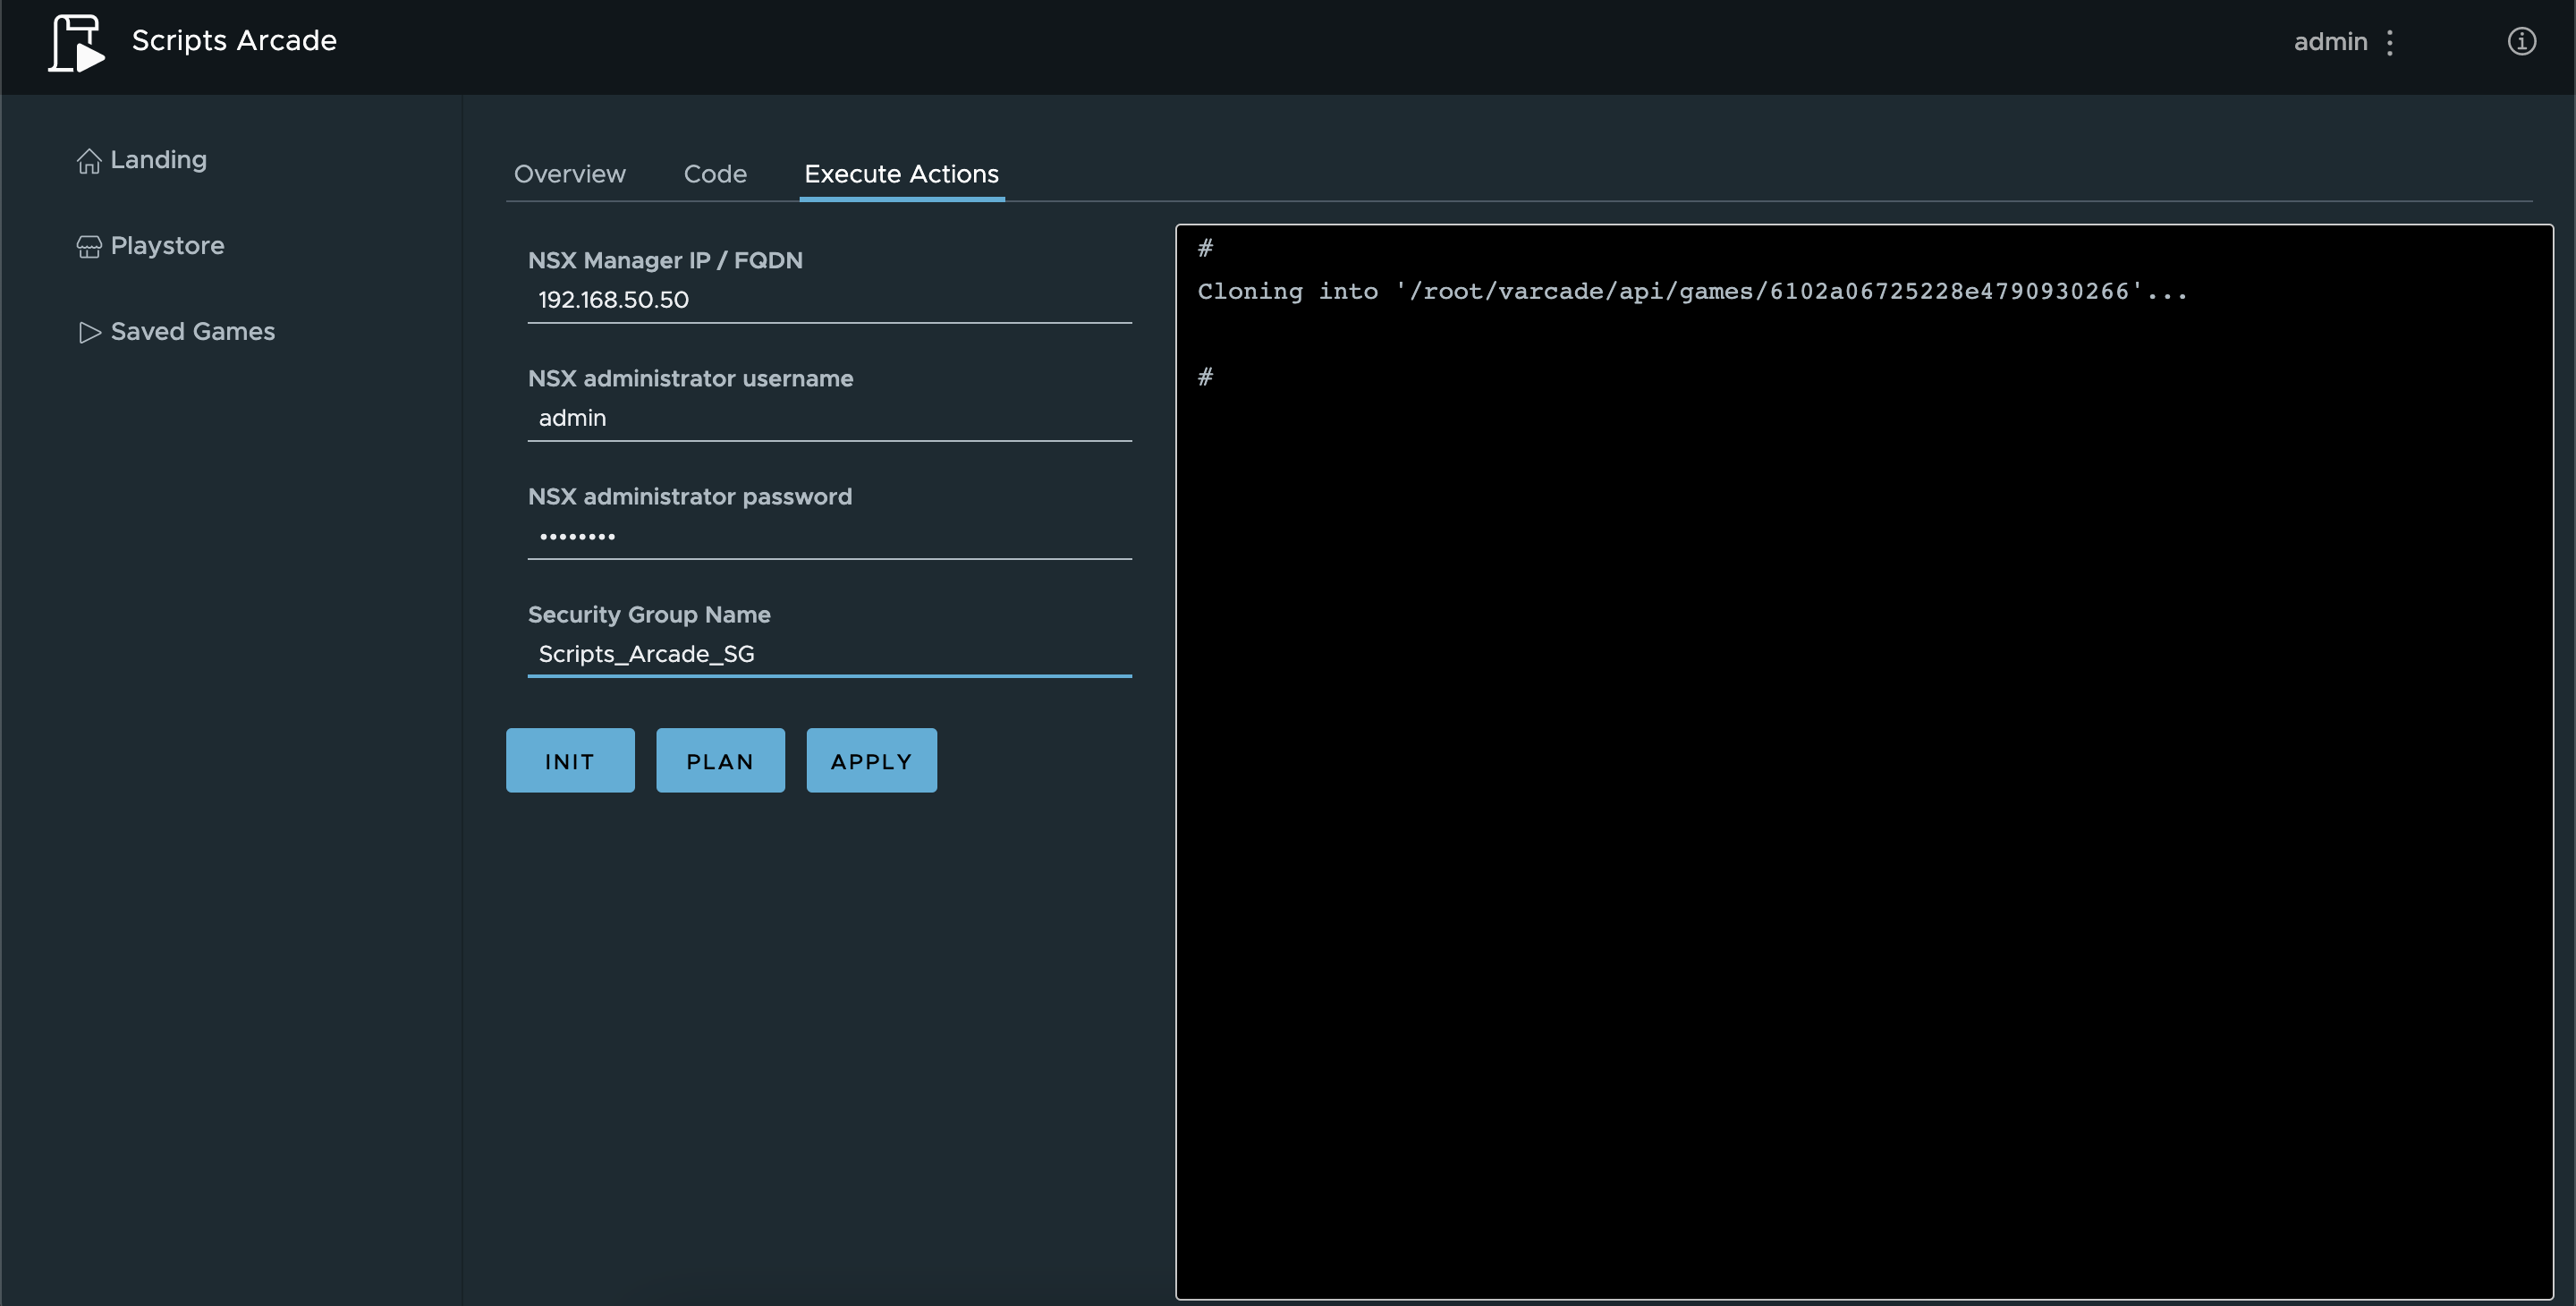 Scripts Arcade
admin
Landing
Playstore
Saved Games
Overview Code Execute Actions
NSX Manager IP / FQDN
192.168.50.50
NSX administrator username
admin
NSX administrator password
••••••••
Security Group Name
Scripts_Arcade_SG
INIT PLAN APPLY
#
Cloning into '/root/varcade/api/games/6102a06725228e4790930266'...
#